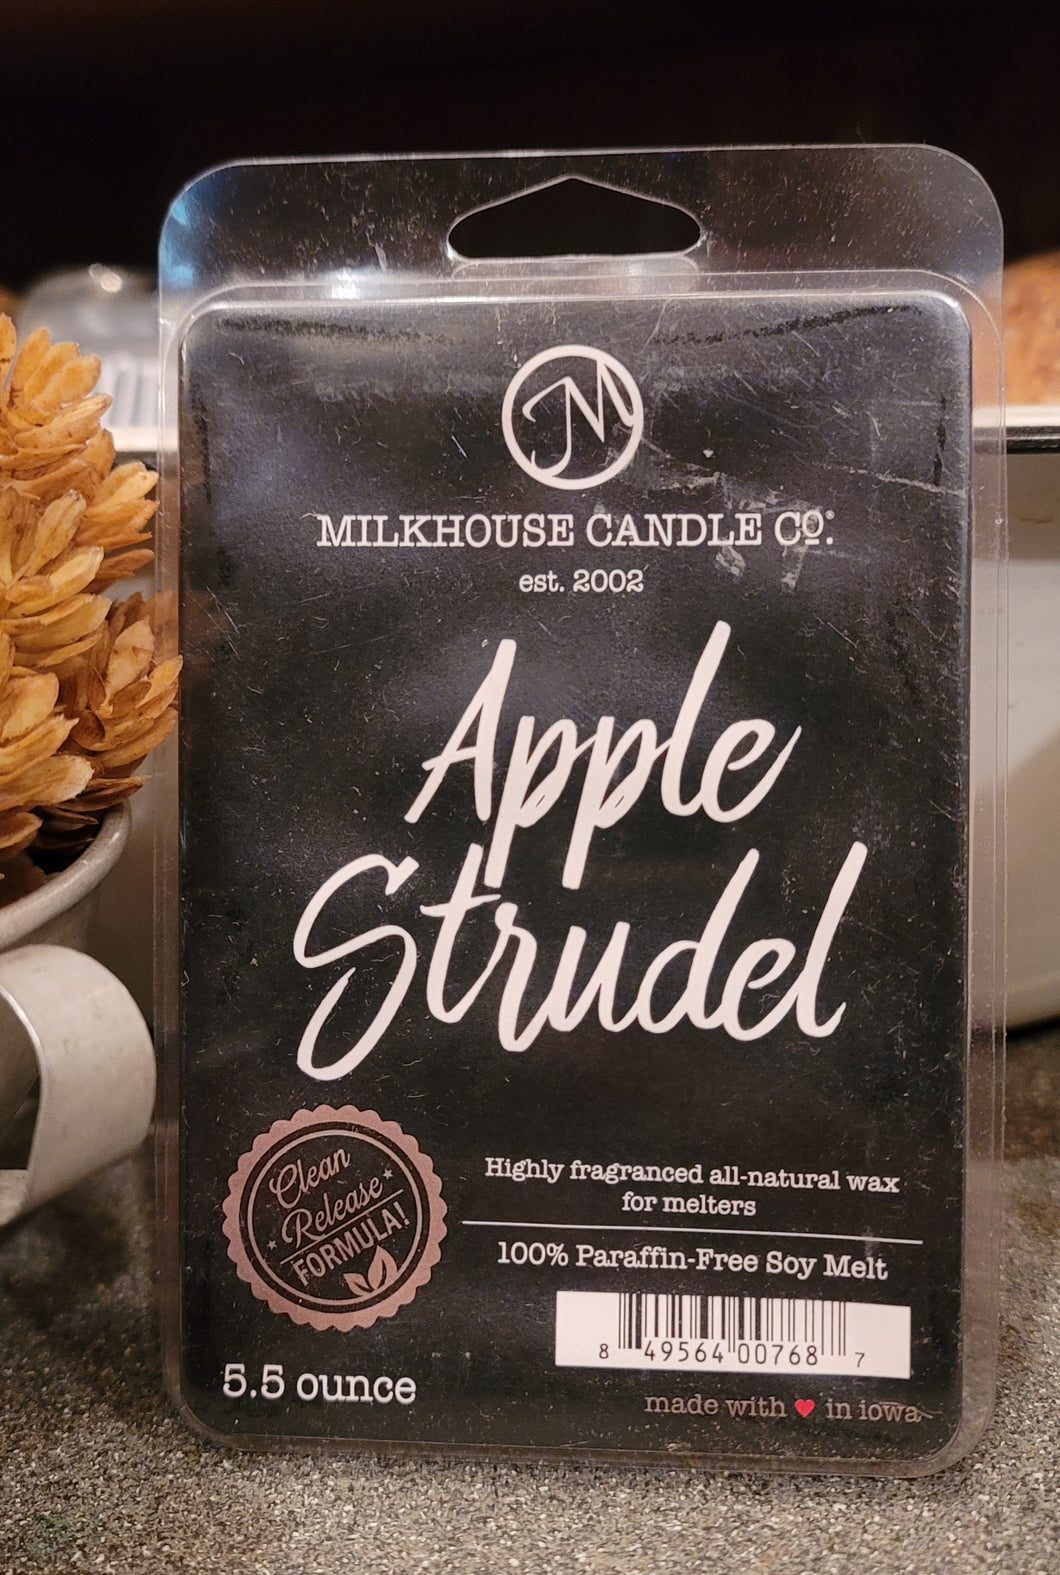 M
MILKHOUSE CANDLE CO.®
est. 2002
Apple
Strudel
Clean
Release
FORMULA!
Highly fragranced all-natural wax
for melters
100% Paraffin-Free Soy Melt
8 49564 00768 7
5.5 ounce
made with ♥ in iowa